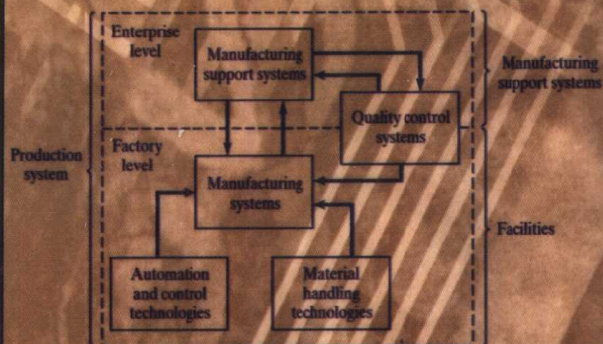 Enterprise
level
Manufacturing
support systems
Manufacturing
support systems
Quality control
systems
Production
system
Factory
level
Manufacturing
systems
Facilities
Automation
and control
technologies
Material
handling
technologies